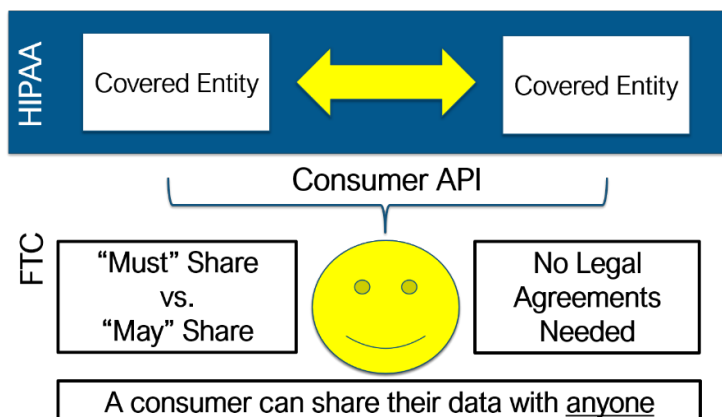 HIPAA
Covered Entity
Covered Entity
Consumer API
FTC
“Must” Share
vs.
“May” Share
No Legal
Agreements
Needed
A consumer can share their data with anyone